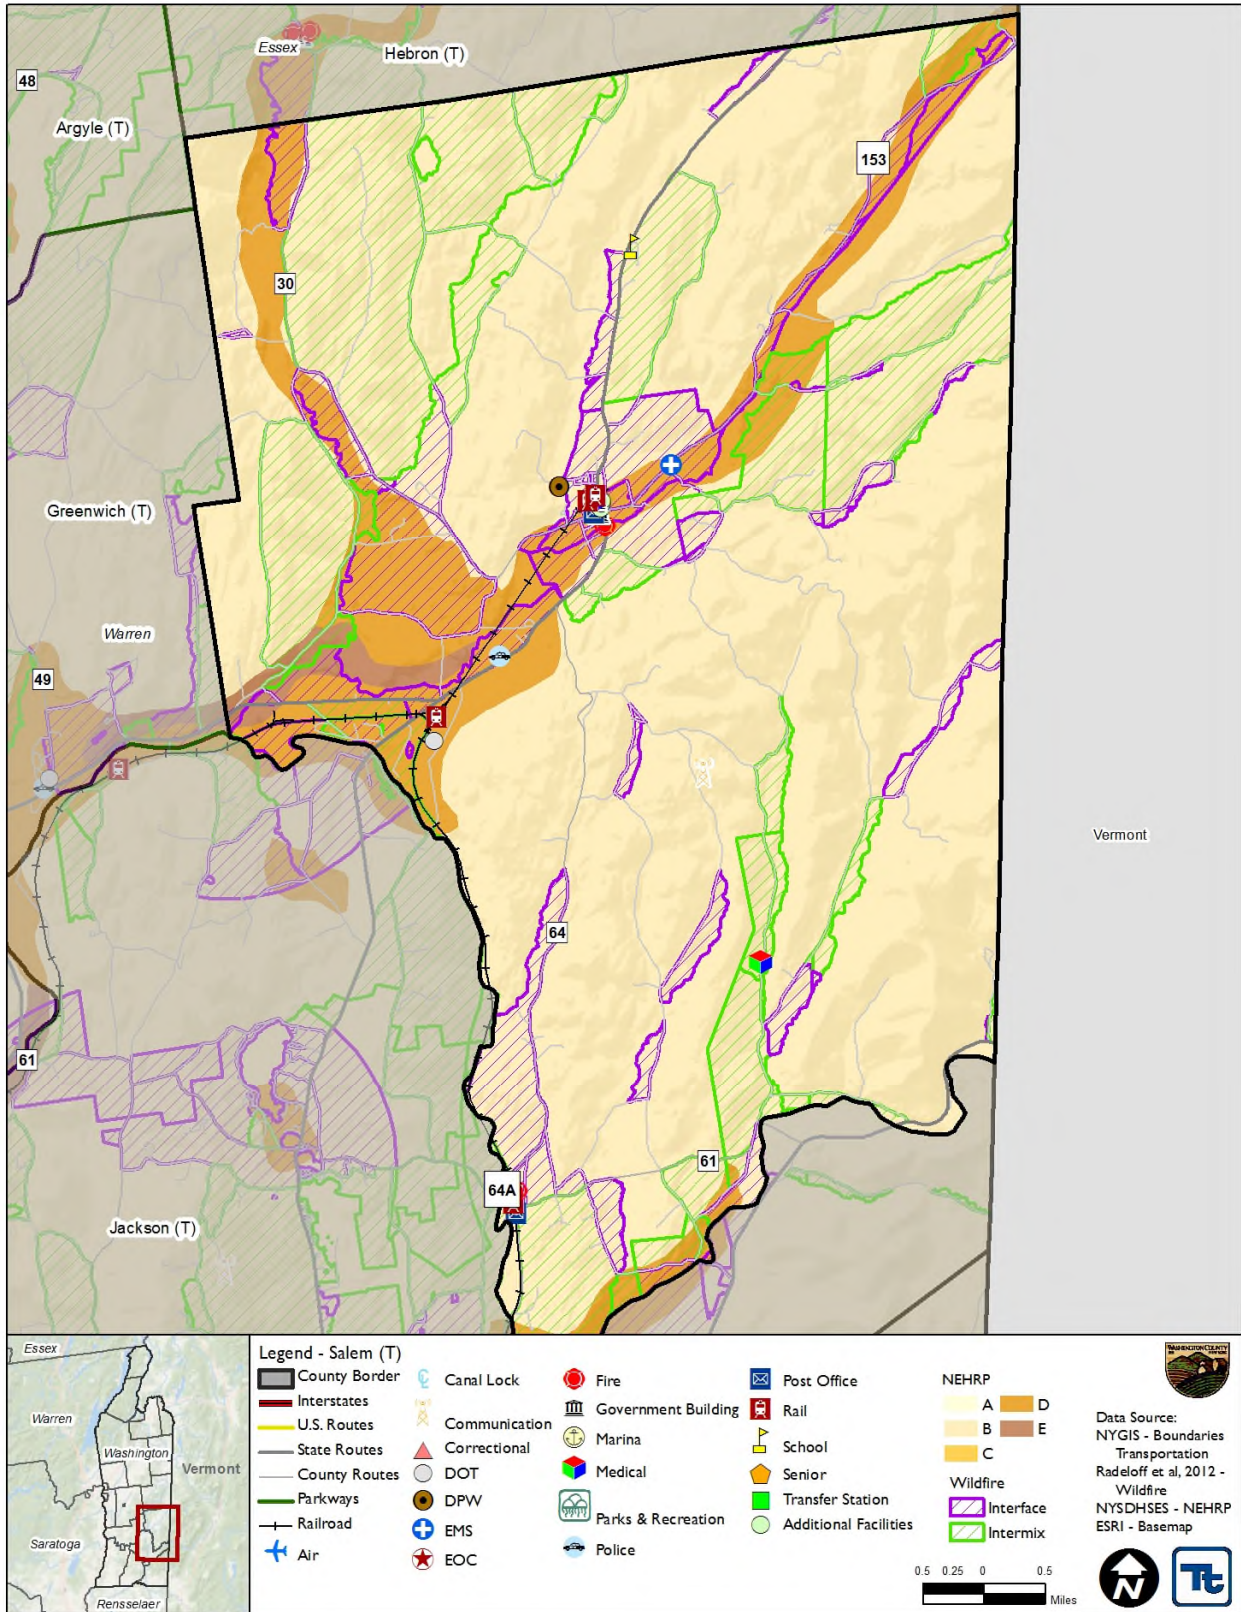 Essex
Hebron (T)
48
Argyle (T)
153
30
Greenwich (T)
Warren
49
Vermont
64
61
61
64A
Jackson (T)
Essex
Warren
Washington
Vermont
Saratoga
Rensselaer
Legend - Salem (T)
County Border
Interstates
U.S. Routes
State Routes
County Routes
Parkways
Railroad
Air
Canal Lock
Communication
Correctional
DOT
DPW
EMS
EOC
Fire
Government Building
Marina
Medical
Parks & Recreation
Police
Post Office
Rail
School
Senior
Transfer Station
Additional Facilities
NEHRP
A
D
B
E
C
Wildfire
Interface
Intermix
0.5 0.25 0 0.5
Miles
WASHINGTON COUNTY
Data Source:
NYGIS - Boundaries
Transportation
Radeloff et al, 2012 -
Wildfire
NYSDHSES - NEHRP
ESRI - Basemap
N
Tt